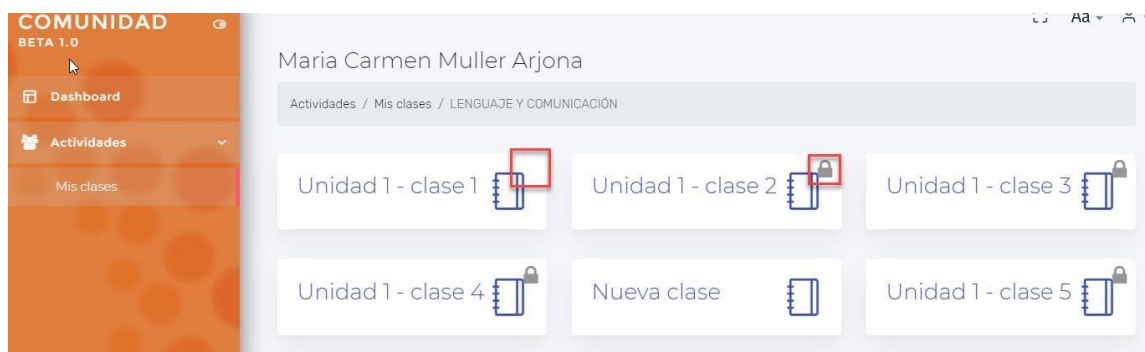 COMUNIDAD
BETA 1.0
Aa
Maria Carmen Muller Arjona
Dashboard
Actividades / Mis clases / LENGUAJE Y COMUNICACIÓN
Actividades
Mis clases
Unidad 1 - clase 1
Unidad 1 - clase 2
Unidad 1 - clase 3
Unidad 1 - clase 4
Nueva clase
Unidad 1 - clase 5